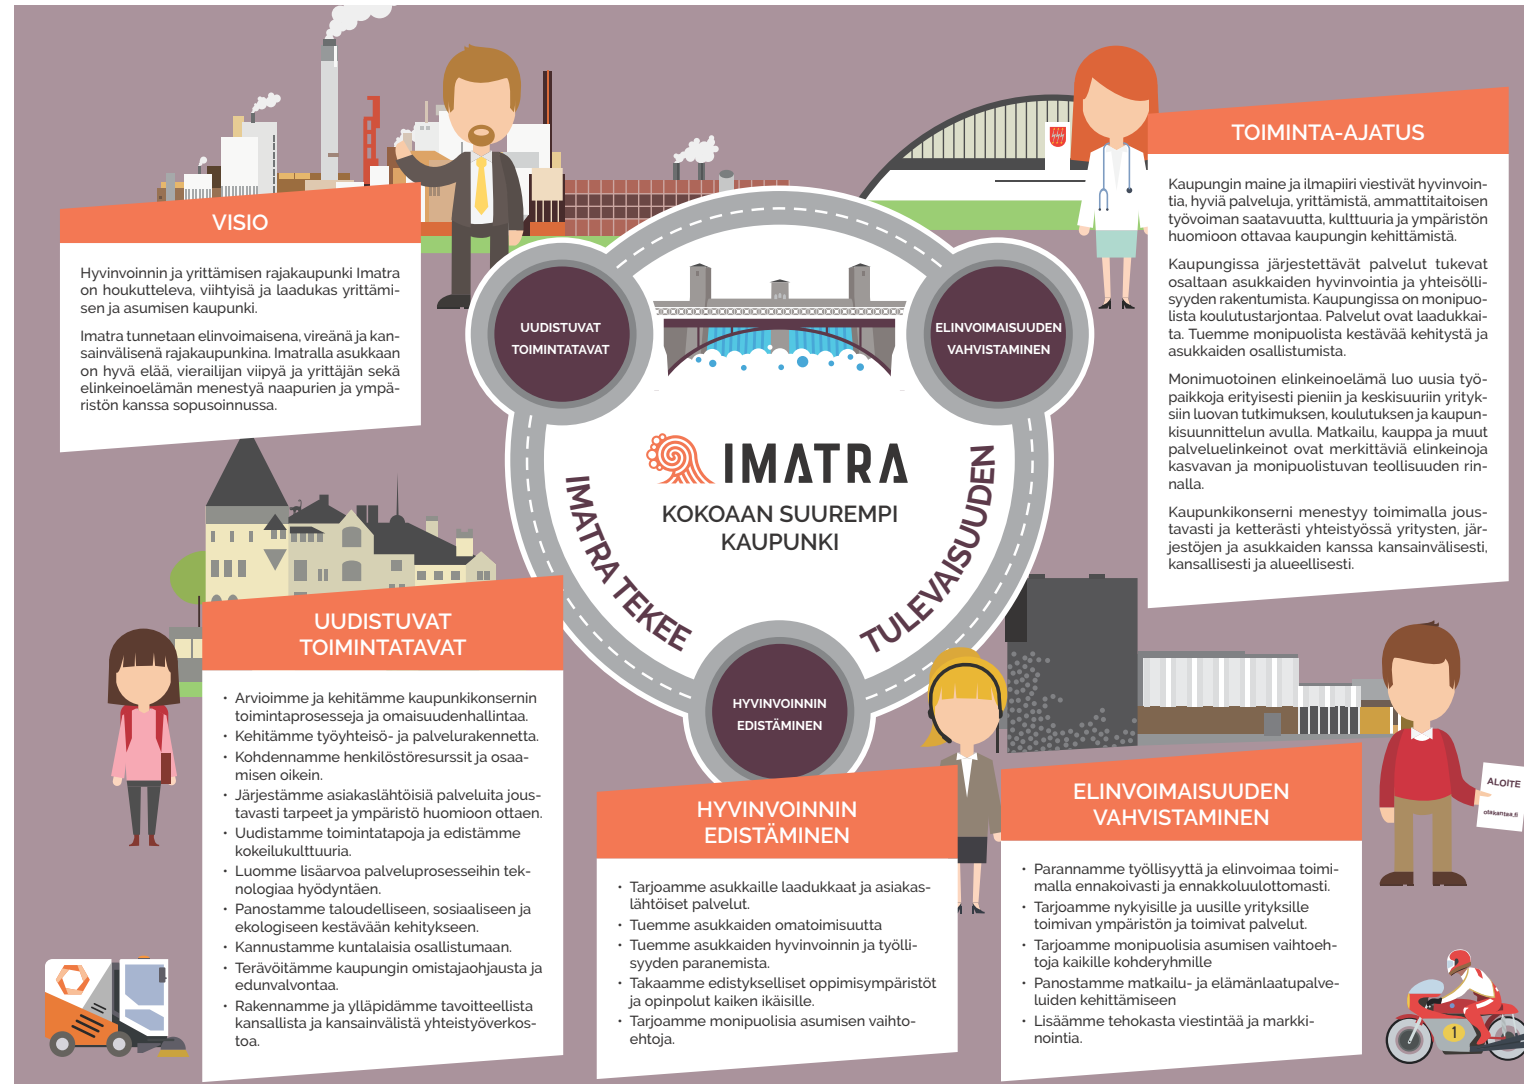 VISIO
Hyvinvoinnin ja yrittämisen rajakaupunki Imatra
on houkutteleva, viihtyisä ja laadukas yrittämi-
sen ja asumisen kaupunki.
Imatra tunnetaan elinvoimaisena, vireänä ja kan-
sainvälisenä rajakaupunkina. Imatralla asukkaan
on hyvä elää, vierailijan viipyä ja yrittäjän sekä
elinkeinoelämän menestyä naapurien ja ympä-
ristön kanssa sopusoinnussa.
TOIMINTA-AJATUS
Kaupungin maine ja ilmapiiri viestivät hyvinvoin-
tia, hyviä palveluja, yrittämistä, ammattitaitoisen
työvoiman saatavuutta, kulttuuria ja ympäristön
huomioon ottavaa kaupungin kehittämistä.
Kaupungissa järjestettävät palvelut tukevat
osaltaan asukkaiden hyvinvointia ja yhteisölli-
syyden rakentumista. Kaupungissa on monipuo-
lista koulutustarjontaa. Palvelut ovat laadukkai-
ta. Tuemme monipuolista kestävää kehitystä ja
asukkaiden osallistumista.
Monimuotoinen elinkeinoelämä luo uusia työ-
paikkoja erityisesti pieniin ja keskisuuriin yrityk-
siin luovan tutkimuksen, koulutuksen ja kaupun-
kisuunnittelun avulla. Matkailu, kauppa ja muut
palveluelinkeinot ovat merkittäviä elinkeinoja
kasvavan ja monipuolistuvan teollisuuden rin-
nalla.
Kaupunkikonserni menestyy toimimalla jous-
tavasti ja ketterästi yhteistyössä yritysten, jär-
jestöjen ja asukkaiden kanssa kansainvälisesti,
kansallisesti ja alueellisesti.
UUDISTUVAT
TOIMINTATAVAT
ELINVOIMAISUUDEN
VAHVISTAMINEN
IMATRA
KOKOAAN SUUREMPI
KAUPUNKI
IMATRA TEKEE
TULEVAISUUDEN
HYVINVOINNIN
EDISTÄMINEN
UUDISTUVAT
TOIMINTATAVAT
• Arvioimme ja kehitämme kaupunkikonsernin
toimintaprosesseja ja omaisuudenhallintaa.
• Kehitämme työyhteisö- ja palvelurakennetta.
• Kohdennamme henkilöstöresurssit ja osaa-
misen oikein.
• Järjestämme asiakaslähtöisiä palveluita jous-
tavasti tarpeet ja ympäristö huomioon ottaen.
• Uudistamme toimintatapoja ja edistämme
kokeilukulttuuria.
• Luomme lisäarvoa palveluprosesseihin tek-
nologiaa hyödyntäen.
• Panostamme taloudelliseen, sosiaaliseen ja
ekologiseen kestävään kehitykseen.
• Kannustamme kuntalaisia osallistumaan.
• Terävöitämme kaupungin omistajaohjausta ja
edunvalvontaa.
• Rakennamme ja ylläpidämme tavoitteellista
kansallista ja kansainvälistä yhteistyöverkos-
toa.
HYVINVOINNIN
EDISTÄMINEN
• Tarjoamme asukkaille laadukkaat ja asiakas-
lähtöiset palvelut.
• Tuemme asukkaiden omatoimisuutta
• Tuemme asukkaiden hyvinvoinnin ja työlli-
syyden paranemista.
• Takaamme edistykselliset oppimisympäristöt
ja opinpolut kaiken ikäisille.
• Tarjoamme monipuolisia asumisen vaihto-
ehtoja.
ELINVOIMAISUUDEN
VAHVISTAMINEN
• Parannamme työllisyyttä ja elinvoimaa toimi-
malla ennakoivasti ja ennakkoluulottomasti.
• Tarjoamme nykyisille ja uusille yrityksille
toimivan ympäristön ja toimivat palvelut.
• Tarjoamme monipuolisia asumisen vaihtoeh-
toja kaikille kohderyhmille
• Panostamme matkailu- ja elämänlaatupalve-
luiden kehittämiseen
• Lisäämme tehokasta viestintää ja markki-
nointia.
ALOITE
otakantaa.fi
1